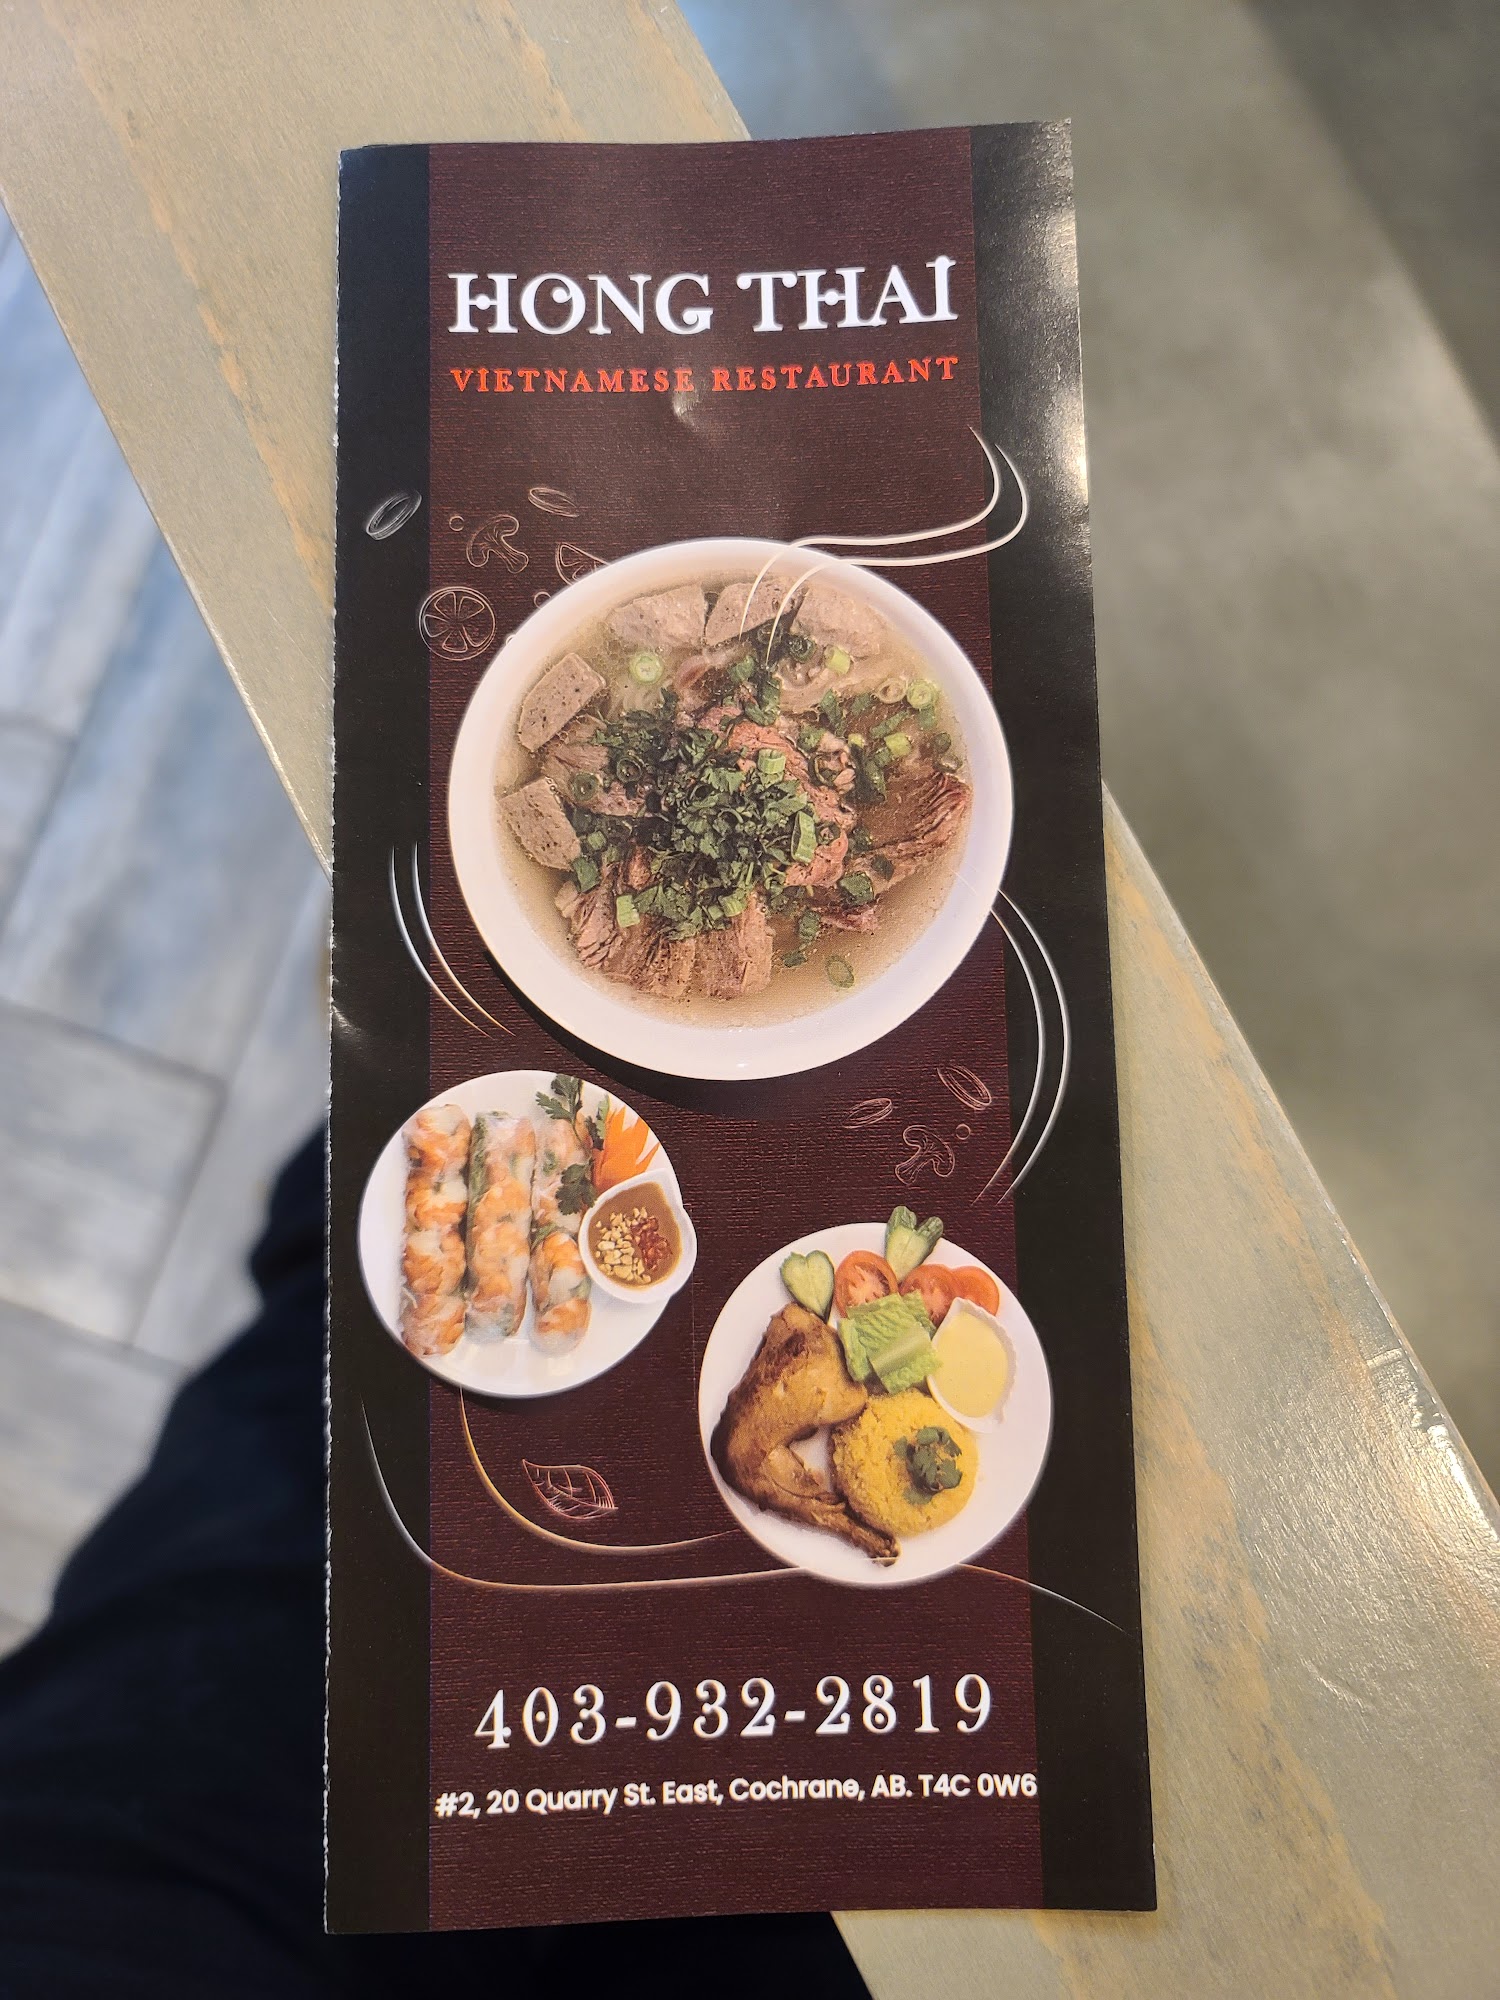 HONG THAI
VIETNAMESE RESTAURANT
403-932-2819
#2, 20 Quarry St. East, Cochrane, AB. T4C 0W6